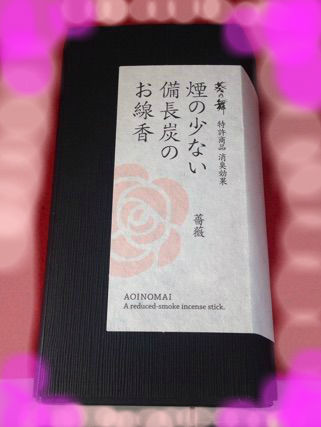 葵乃舞
特許商品 消臭効果
煙の少ない
備長炭の
お線香
薔薇
AOINOMAI
A reduced-smoke incense stick.